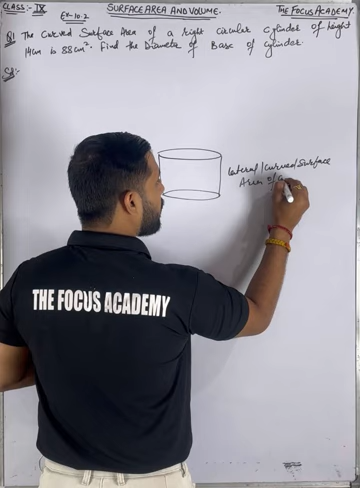 CLASS:- IX
SURFACE AREA AND VOLUME.
THE FOCUS ACADEMY
Ex-10.2
Q1 The Curved Surface Area of a right circular cylinder of height
14cm is 88cm². Find the Diameter of Base of cylinder.
Sol:-
Lateral/Curved/Surface
Area of a
THE FOCUS ACADEMY